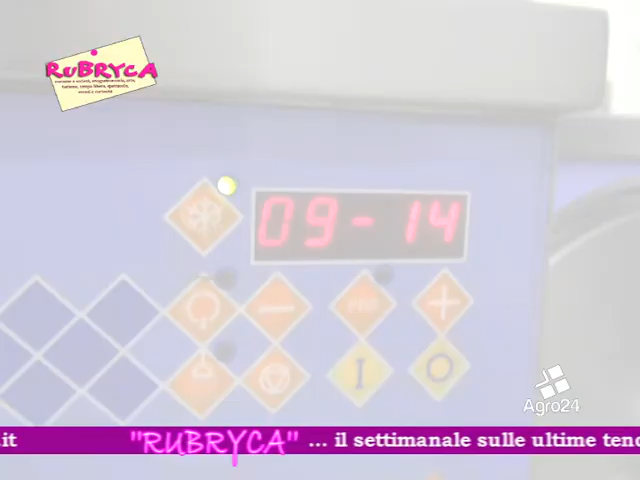 RUBRYCA
09-14
I
Agro24
it "RUBRYCA" ... il settimanale sulle ultime tend